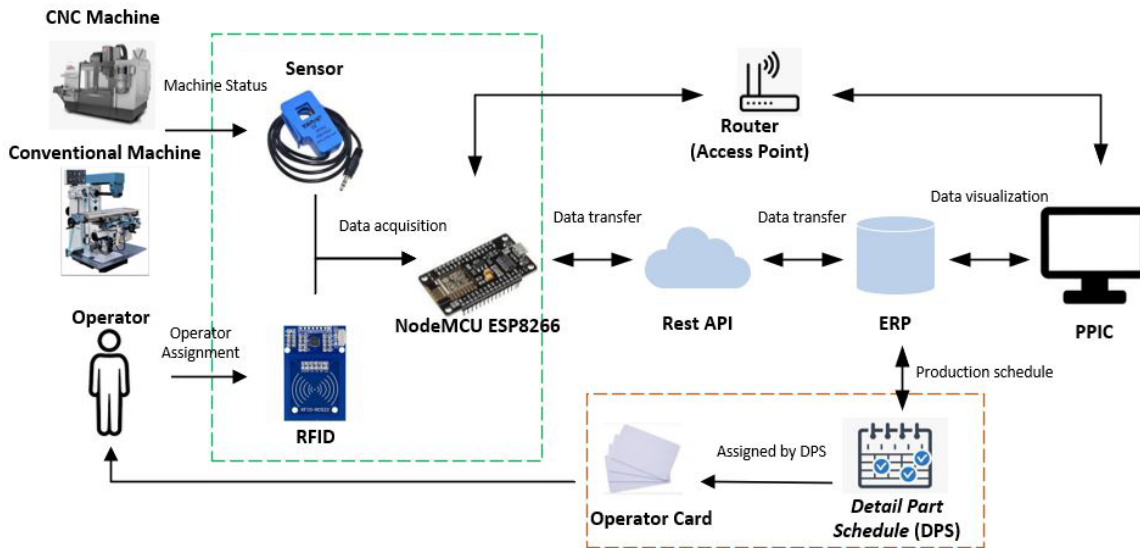 CNC Machine
Sensor
Machine Status
Router
(Access Point)
Conventional Machine
Data acquisition
Data transfer
Data transfer
Data visualization
NodeMCU ESP8266
Rest API
ERP
PPIC
Operator
Operator
Assignment
RFID
Production schedule
Assigned by DPS
Operator Card
Detail Part
Schedule (DPS)